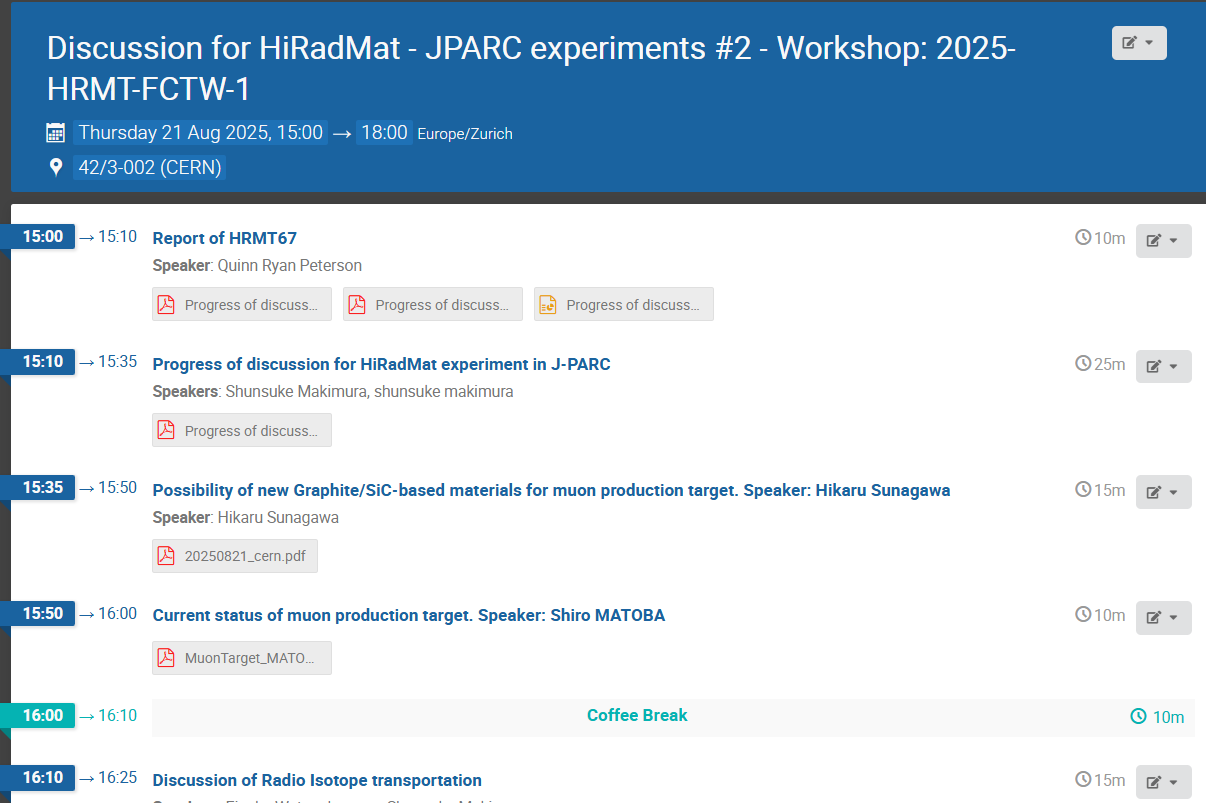 Discussion for HiRadMat - JPARC experiments #2 - Workshop: 2025-
HRMT-FCTW-1
Thursday 21 Aug 2025, 15:00 → 18:00 Europe/Zurich
42/3-002 (CERN)
15:00 → 15:10 Report of HRMT67 10m
Speaker: Quinn Ryan Peterson
Progress of discuss... Progress of discuss... Progress of discuss...
15:10 → 15:35 Progress of discussion for HiRadMat experiment in J-PARC 25m
Speakers: Shunsuke Makimura, shunsuke makimura
Progress of discuss...
15:35 → 15:50 Possibility of new Graphite/SiC-based materials for muon production target. Speaker: Hikaru Sunagawa 15m
Speaker: Hikaru Sunagawa
20250821_cern.pdf
15:50 → 16:00 Current status of muon production target. Speaker: Shiro MATOBA 10m
MuonTarget_MATO...
16:00 → 16:10 Coffee Break 10m
16:10 → 16:25 Discussion of Radio Isotope transportation 15m